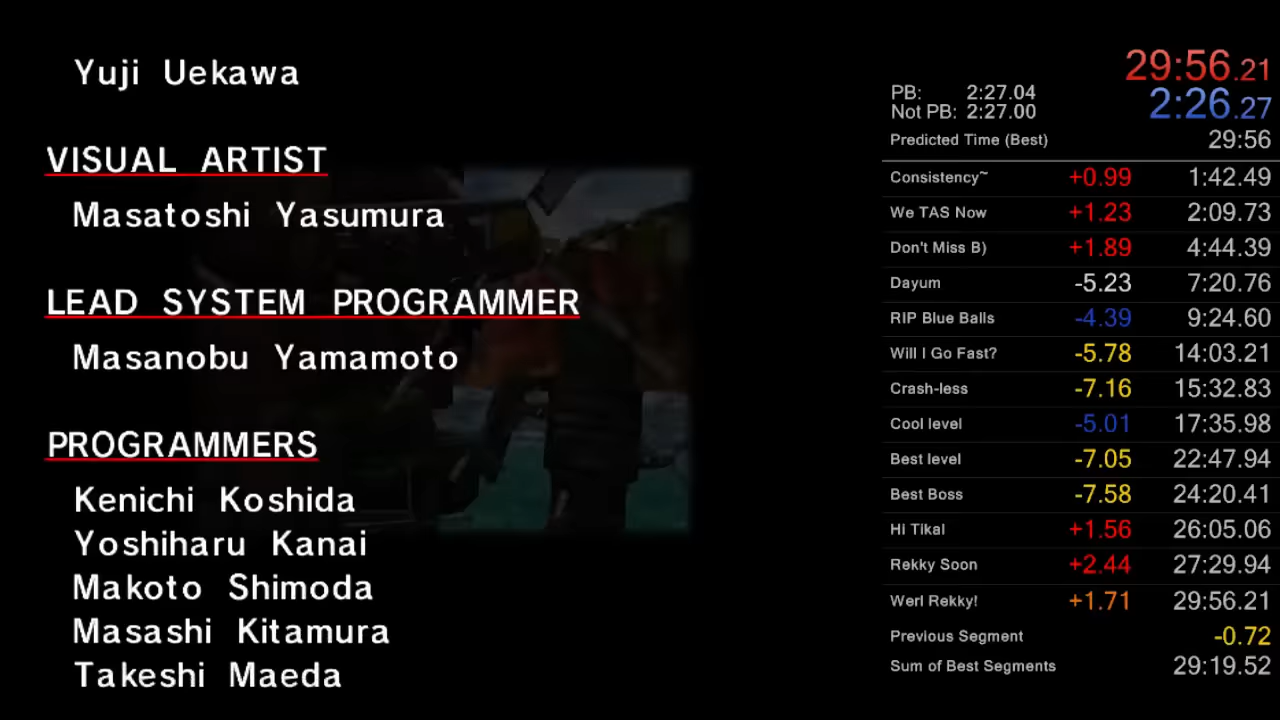 Yuji Uekawa
VISUAL ARTIST
Masatoshi Yasumura
LEAD SYSTEM PROGRAMMER
Masanobu Yamamoto
PROGRAMMERS
Kenichi Koshida
Yoshiharu Kanai
Makoto Shimoda
Masashi Kitamura
Takeshi Maeda
29:56.21
PB: 2:27.04
Not PB: 2:27.00
2:26.27
Predicted Time (Best) 29:56
Consistency~ +0.99 1:42.49
We TAS Now +1.23 2:09.73
Don't Miss B) +1.89 4:44.39
Dayum -5.23 7:20.76
RIP Blue Balls -4.39 9:24.60
Will I Go Fast? -5.78 14:03.21
Crash-less -7.16 15:32.83
Cool level -5.01 17:35.98
Best level -7.05 22:47.94
Best Boss -7.58 24:20.41
Hi Tikal +1.56 26:05.06
Rekky Soon +2.44 27:29.94
Werl Rekky! +1.71 29:56.21
Previous Segment -0.72
Sum of Best Segments 29:19.52